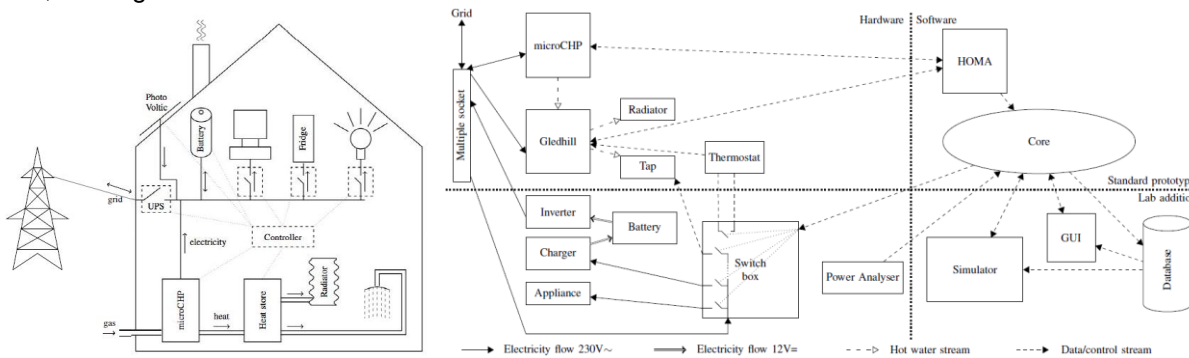 Photo
Voltic
Battery
Fridge
grid
UPS
Controller
electricity
microCHP
Heat store
Radiator
gas
heat
Grid
Multiple socket
microCHP
Gledhill
Radiator
Tap
Thermostat
Inverter
Charger
Appliance
Battery
Switch
box
Hardware
Software
HOMA
Core
Standard prototyp
Lab additio
Power Analyser
Simulator
GUI
Database
Electricity flow 230V~
Electricity flow 12V=
Hot water stream
Data/control stream